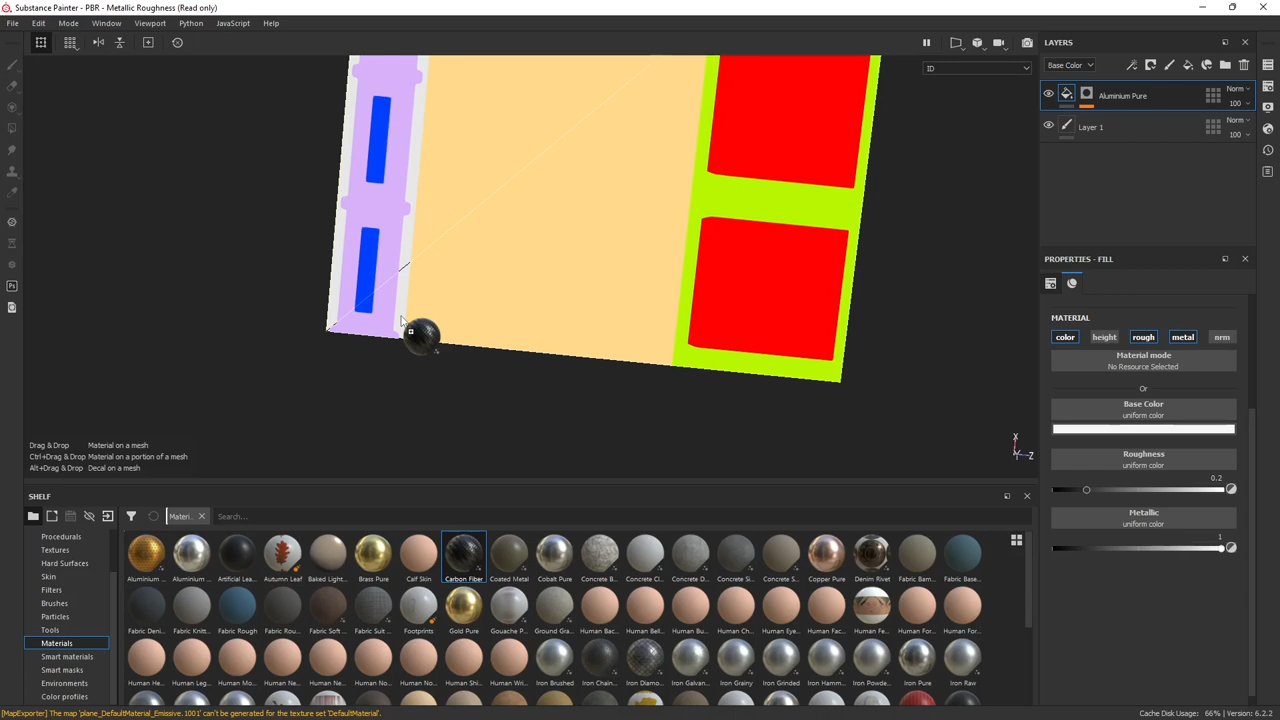 Substance Painter - PBR - Metallic Roughness (Read only)
File Edit Mode Window Viewport Python JavaScript Help
ID
LAYERS
Base Color
Aluminium Pure
Norm
100
Layer 1
Norm
100
PROPERTIES - FILL
MATERIAL
color height rough metal nrm
Material mode
No Resource Selected
Or
Base Color
uniform color
Roughness
uniform color
0.2
Metallic
uniform color
1
X
Y Z
Drag & Drop Material on a mesh
Ctrl+Drag & Drop Material on a portion of a mesh
Alt+Drag & Drop Decal on a mesh
SHELF
Materi... Search...
Procedurals
Textures
Hard Surfaces
Skin
Filters
Brushes
Particles
Tools
Materials
Smart materials
Smart masks
Environments
Color profiles
Aluminium ... Aluminium ... Artificial Lea... Autumn Leaf Baked Light... Brass Pure Calf Skin Carbon Fiber Coated Metal Cobalt Pure Concrete B... Concrete Cl... Concrete D... Concrete Si... Concrete S... Copper Pure Denim Rivet Fabric Bam... Fabric Base...
Fabric Deni... Fabric Knitt... Fabric Rough Fabric Rou... Fabric Soft ... Fabric Suit ... Footprints Gold Pure Gouache P... Ground Gra... Human Bac... Human Bell... Human Bu... Human Ch... Human Eye... Human Fac... Human Fe... Human For... Human For...
Human He... Human Leg... Human Mo... Human Ne... Human Ne... Human No... Human No... Human Shi... Human Wri... Iron Brushed Iron Chain... Iron Diamo... Iron Galvan... Iron Grainy Iron Grinded Iron Hamm... Iron Powde... Iron Pure Iron Raw
[MapExporter] The map 'plane_DefaultMaterial_Emissive.1001' can't be generated for the texture set 'DefaultMaterial'.
Cache Disk Usage: 66% | Version: 6.2.2